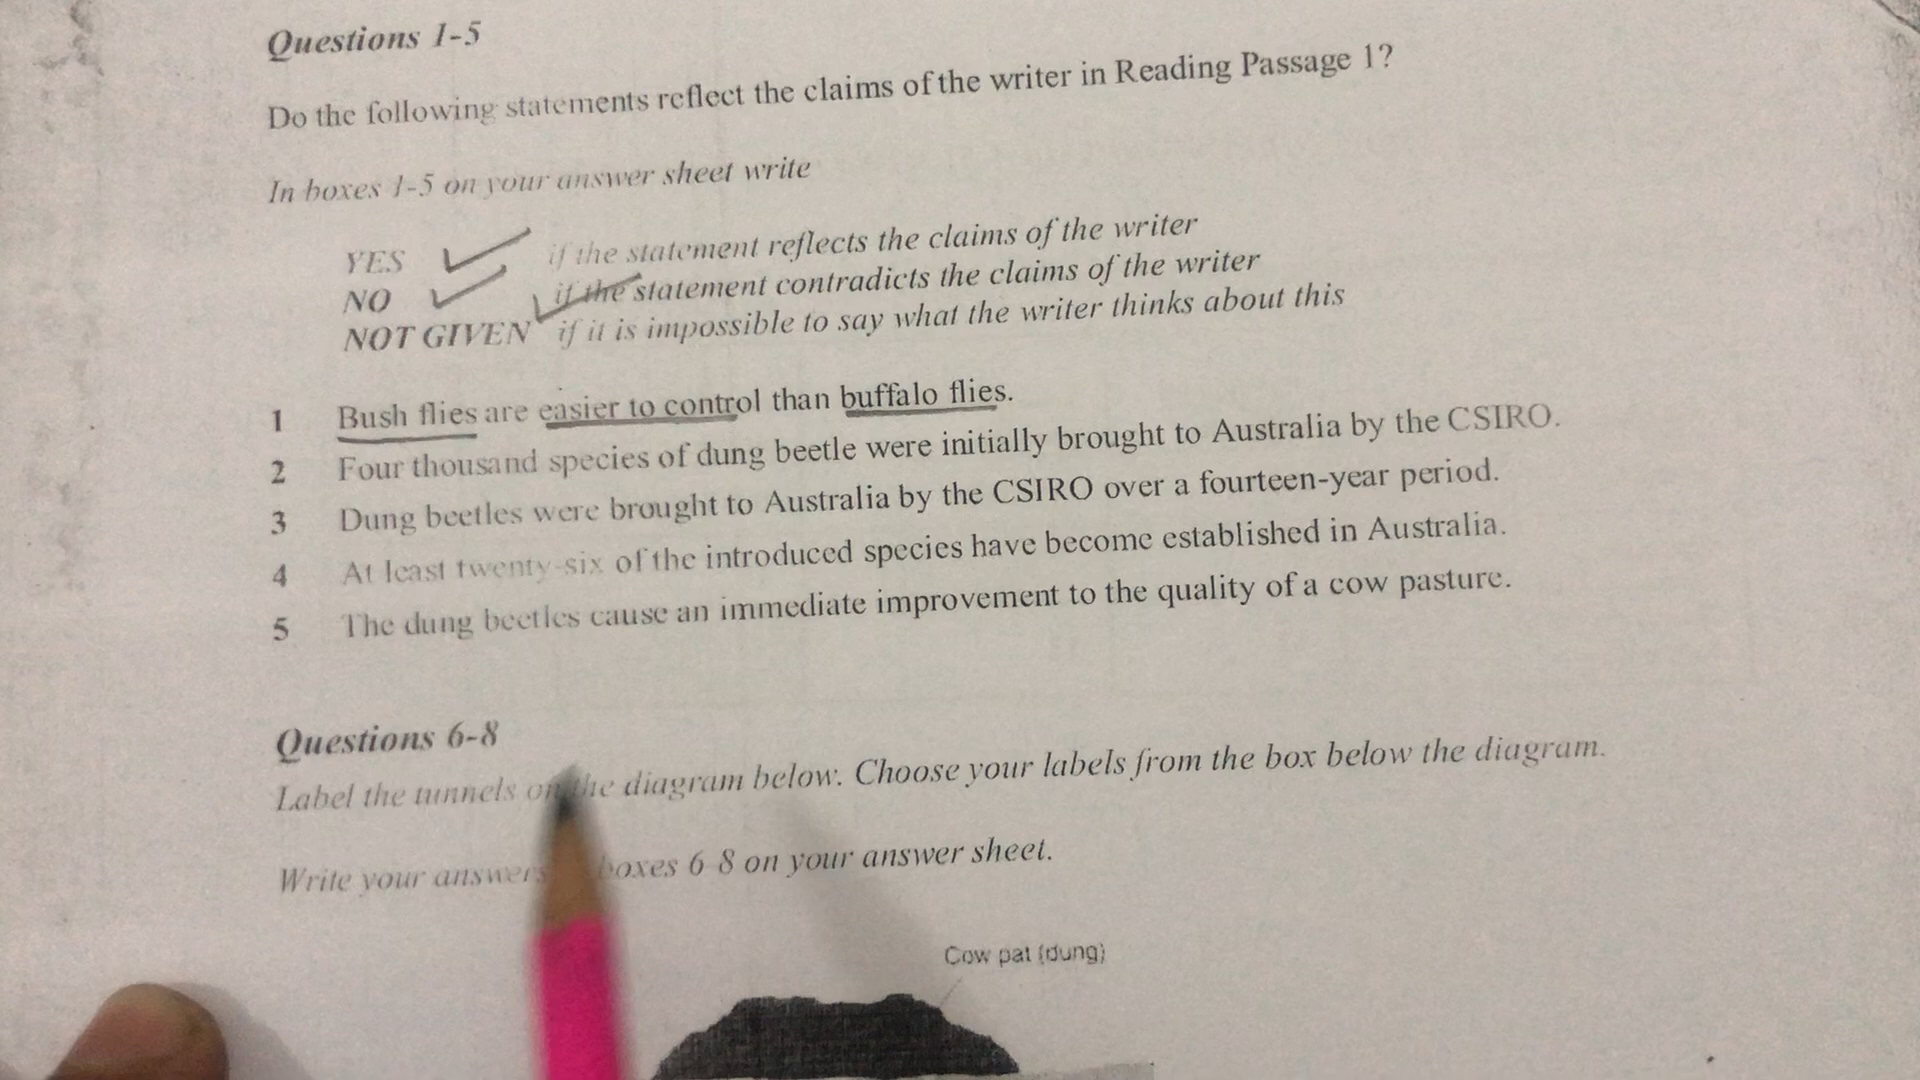 Questions 1-5
Do the following statements reflect the claims of the writer in Reading Passage 1?
In boxes 1-5 on your answer sheet write
YES if the statement reflects the claims of the writer
NO if the statement contradicts the claims of the writer
NOT GIVEN if it is impossible to say what the writer thinks about this
1 Bush flies are easier to control than buffalo flies.
2 Four thousand species of dung beetle were initially brought to Australia by the CSIRO.
3 Dung beetles were brought to Australia by the CSIRO over a fourteen-year period.
4 At least twenty-six of the introduced species have become established in Australia.
5 The dung beetles cause an immediate improvement to the quality of a cow pasture.
Questions 6-8
Label the tunnels on the diagram below. Choose your labels from the box below the diagram.
Write your answers boxes 6-8 on your answer sheet.
Cow pat (dung)